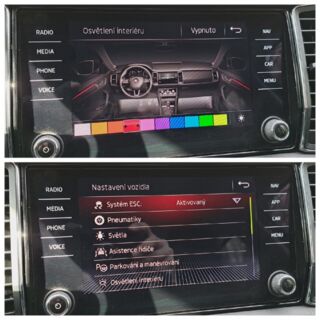 RADIO
MEDIA
PHONE
VOICE
Osvětlení interiéru Vypnuto
NAV
APP
CAR
MENU
RADIO
MEDIA
PHONE
VOICE
Nastavení vozidla
Systém ESC: Aktivovaný
Pneumatiky
Světla
Asistence řidiče
Parkování a manévrování
Osvětlení interiéru
NAV
APP
CAR
MENU